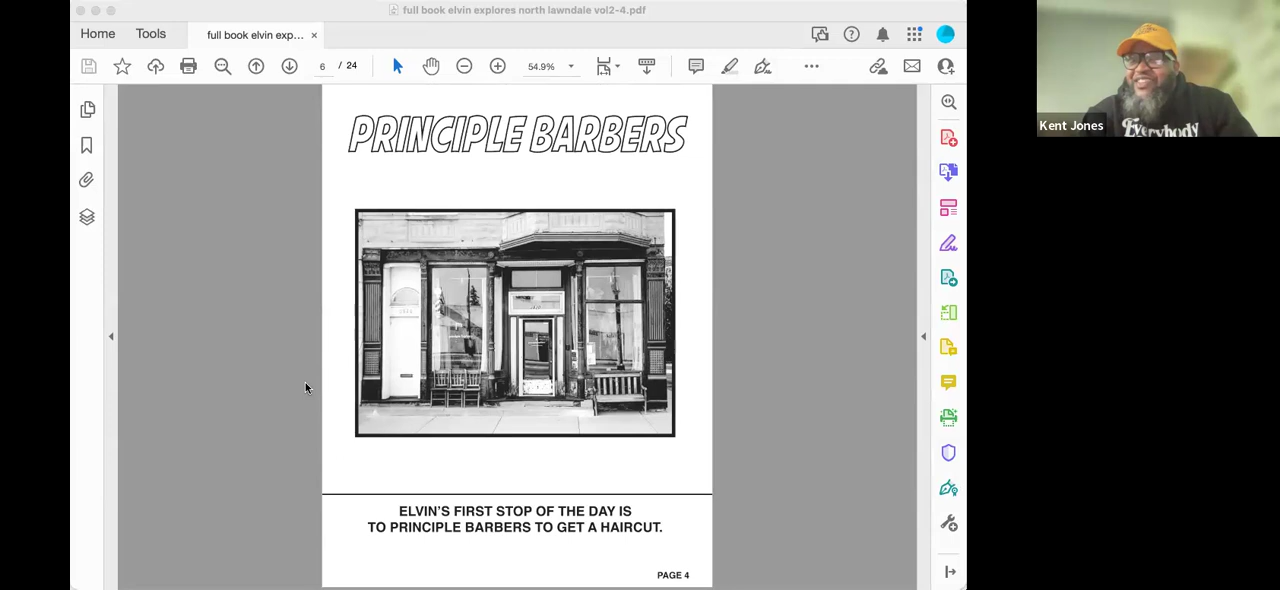 full book elvin explores north lawndale vol2-4.pdf
Home
Tools
full book elvin exp...
6 / 24
54.9%
PRINCIPLE BARBERS
ELVIN'S FIRST STOP OF THE DAY IS
TO PRINCIPLE BARBERS TO GET A HAIRCUT.
PAGE 4
Kent Jones
Everybody